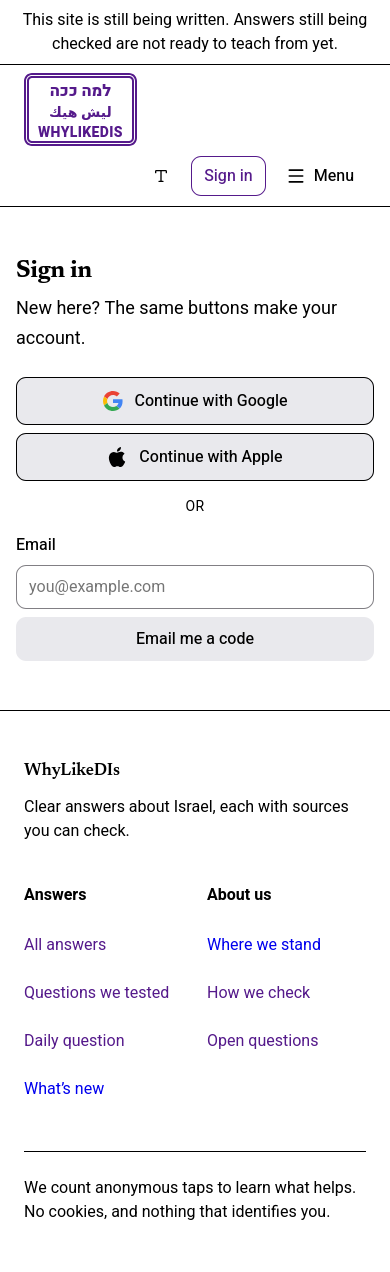 This site is still being written. Answers still being
checked are not ready to teach from yet.
למה ככה
ليش هيك
WHYLIKEDIS
T
Sign in
Menu
Sign in
New here? The same buttons make your
account.
Continue with Google
Continue with Apple
OR
Email
you@example.com
Email me a code
WhyLikeDIs
Clear answers about Israel, each with sources
you can check.
Answers
About us
All answers
Where we stand
Questions we tested
How we check
Daily question
Open questions
What’s new
We count anonymous taps to learn what helps.
No cookies, and nothing that identifies you.